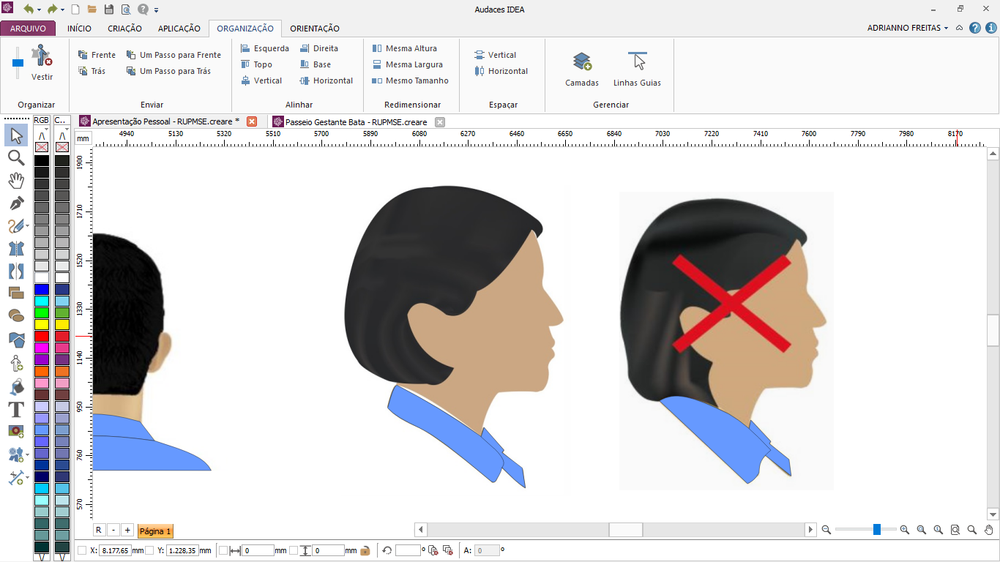 Audaces IDEA
ARQUIVO INÍCIO CRIAÇÃO APLICAÇÃO ORGANIZAÇÃO ORIENTAÇÃO ADRIANNO FREITAS
Vestir
Organizar
Frente Um Passo para Frente
Trás Um Passo para Trás
Enviar
Esquerda Direita
Topo Base
Vertical Horizontal
Alinhar
Mesma Altura
Mesma Largura
Mesmo Tamanho
Redimensionar
Vertical
Horizontal
Espaçar
Camadas Linhas Guias
Gerenciar
RGB C..
Apresentação Pessoal - RUPMSE.creare * Passeio Gestante Bata - RUPMSE.creare
mm 4940 5130 5320 5510 5700 5890 6080 6270 6460 6650 6840 7030 7220 7410 7600 7790 7980 8170
1900
1710
1520
1330
1140
950
760
570
T
R - + Página 1
X: 8.177,65 mm Y: 1.228,35 mm 0 mm 0 mm º A: 0 º